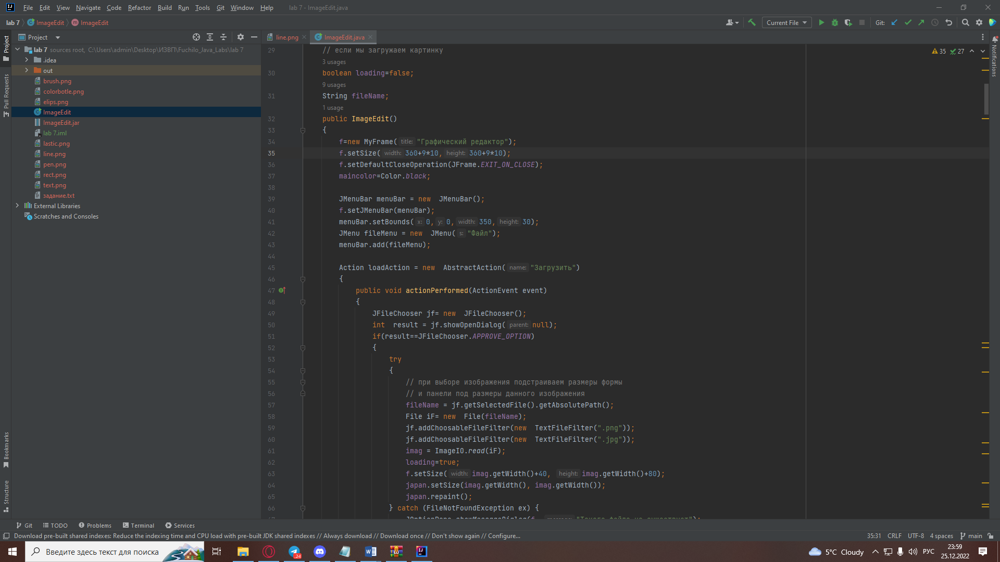 File Edit View Navigate Code Refactor Build Run Tools Git Window Help lab 7 - ImageEdit.java
lab 7 ImageEdit ImageEdit Current File Git:
Project
line.png ImageEdit.java
lab 7 sources root, C:\Users\admin\Desktop\ИЗВП\Fuchilo_Java_Labs\lab 7
.idea
out
brush.png
colorbotle.png
elips.png
ImageEdit
ImageEdit.jar
lab 7.iml
lastic.png
line.png
pen.png
rect.png
text.png
задание.txt
External Libraries
Scratches and Consoles
Project
Pull Requests
Bookmarks
Structure
Notifications
35 27
29 // если мы загружаем картинку
3 usages
30 boolean loading=false;
9 usages
31 String fileName;
1 usage
32 public ImageEdit()
33 {
34 f=new MyFrame( title: "Графический редактор");
35 f.setSize( width: 360+9*10, height: 360+9*10);
36 f.setDefaultCloseOperation(JFrame.EXIT_ON_CLOSE);
37 maincolor=Color.black;
38
39 JMenuBar menuBar = new  JMenuBar();
40 f.setJMenuBar(menuBar);
41 menuBar.setBounds( x: 0, y: 0, width: 350, height: 30);
42 JMenu fileMenu = new  JMenu( s: "Файл");
43 menuBar.add(fileMenu);
44
45 Action loadAction = new  AbstractAction( name: "Загрузить")
46 {
47 public void actionPerformed(ActionEvent event)
48 {
49 JFileChooser jf= new  JFileChooser();
50 int  result = jf.showOpenDialog( parent: null);
51 if(result==JFileChooser.APPROVE_OPTION)
52 {
53 try
54 {
55 // при выборе изображения подстраиваем размеры формы
56 // и панели под размеры данного изображения
57 fileName = jf.getSelectedFile().getAbsolutePath();
58 File iF= new  File(fileName);
59 jf.addChoosableFileFilter(new  TextFileFilter(".png"));
60 jf.addChoosableFileFilter(new  TextFileFilter(".jpg"));
61 imag = ImageIO.read(iF);
62 loading=true;
63 f.setSize( width: imag.getWidth()+40, height: imag.getWidth()+80);
64 japan.setSize(imag.getWidth(), imag.getWidth());
65 japan.repaint();
66 } catch (FileNotFoundException ex) {
Git TODO Problems Terminal Services
Download pre-built shared indexes: Reduce the indexing time and CPU load with pre-built JDK shared indexes // Always download // Download once // Don't show again // Configure...
35:31 CRLF UTF-8 4 spaces main
Введите здесь текст для поиска
24
5°C Cloudy РУС
23:59
25.12.2022